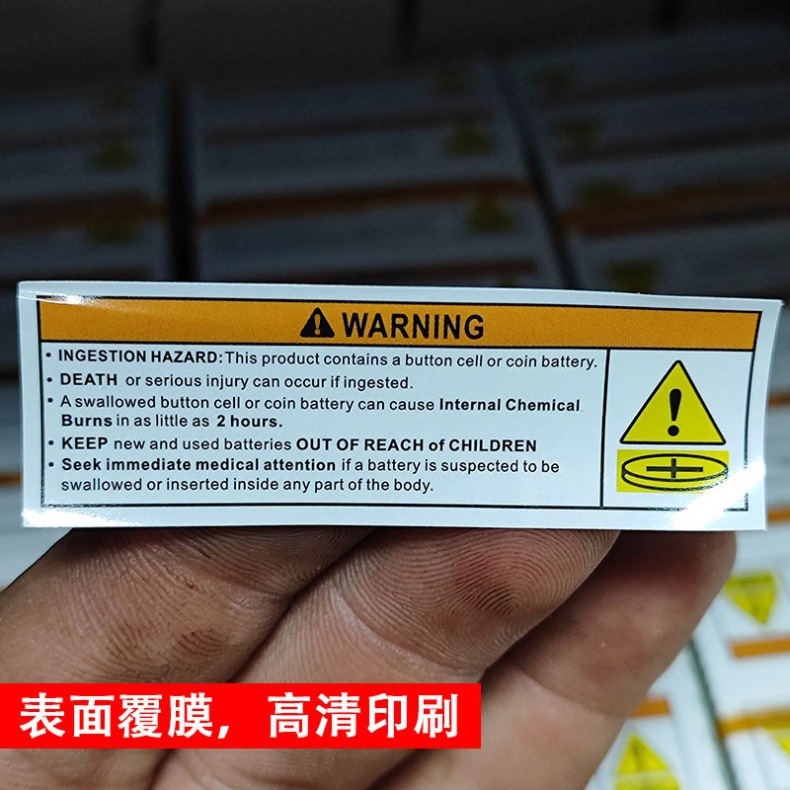 WARNING
• INGESTION HAZARD: This product contains a button cell or coin battery.
• DEATH or serious injury can occur if ingested.
• A swallowed button cell or coin battery can cause Internal Chemical
Burns in as little as 2 hours.
• KEEP new and used batteries OUT OF REACH of CHILDREN
• Seek immediate medical attention if a battery is suspected to be
swallowed or inserted inside any part of the body.
表面覆膜，高清印刷